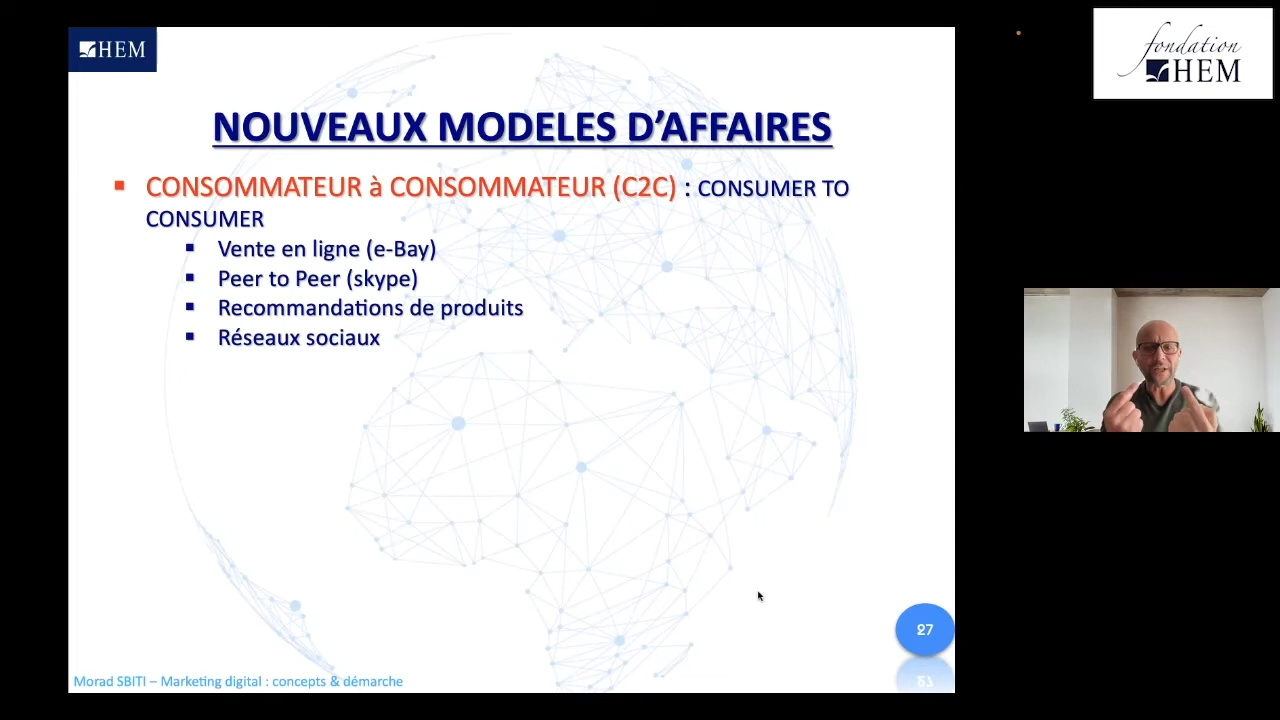 HEM
fondation
HEM
NOUVEAUX MODELES D’AFFAIRES
CONSOMMATEUR à CONSOMMATEUR (C2C) : CONSUMER TO
CONSUMER
Vente en ligne (e-Bay)
Peer to Peer (skype)
Recommandations de produits
Réseaux sociaux
27
Morad SBITI – Marketing digital : concepts & démarche